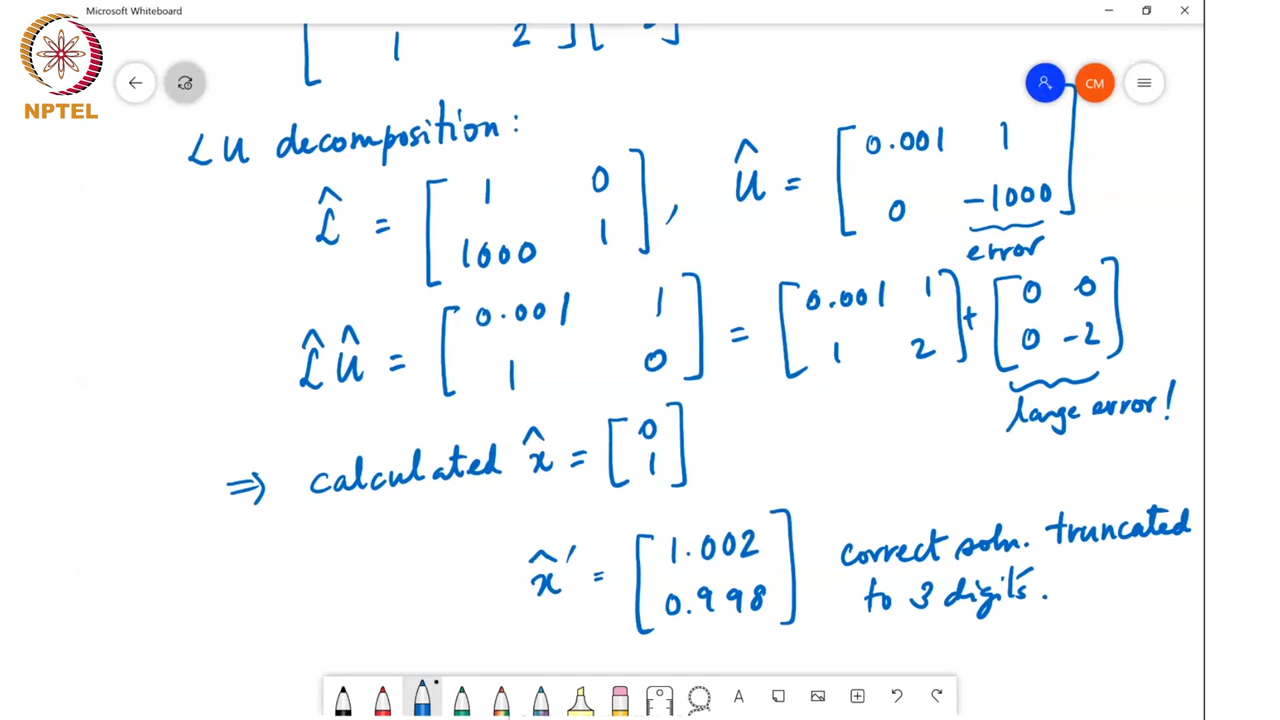 Microsoft Whiteboard
NPTEL
CM
1 2
LU decomposition:
L̂ = [1 0; 1000 1], Û = [0.001 1; 0 -1000]
error
L̂Û = [0.001 1; 1 0] = [0.001 1; 1 2] + [0 0; 0 -2]
large error!
⇒ calculated x̂ = [0; 1]
x̂' = [1.002; 0.998] correct soln. truncated
to 3 digits.
A